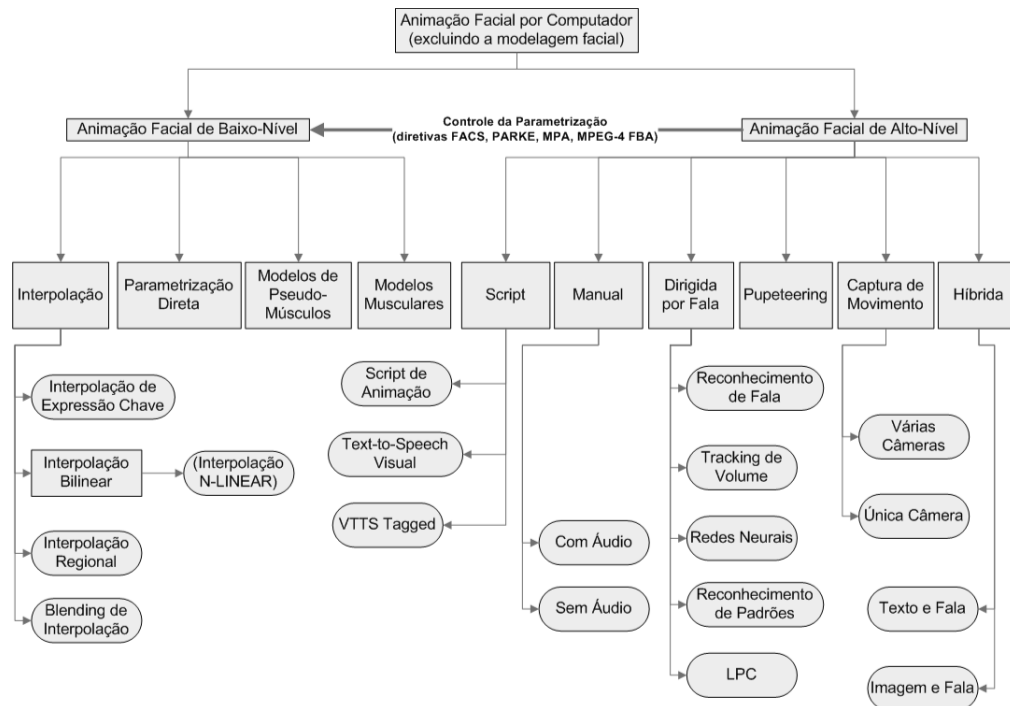 Animação Facial por Computador
(excluindo a modelagem facial)
Animação Facial de Baixo-Nível
Controle da Parametrização
(diretivas FACS, PARKE, MPA, MPEG-4 FBA)
Animação Facial de Alto-Nível
Interpolação
Parametrização
Direta
Modelos de
Pseudo-
Músculos
Modelos
Musculares
Script
Manual
Dirigida
por Fala
Pupeteering
Captura de
Movimento
Híbrida
Interpolação de
Expressão Chave
Interpolação
Bilinear
(Interpolação
N-LINEAR)
Interpolação
Regional
Blending de
Interpolação
Script de
Animação
Text-to-Speech
Visual
VTTS Tagged
Com Áudio
Sem Áudio
Reconhecimento
de Fala
Tracking de
Volume
Redes Neurais
Reconhecimento
de Padrões
LPC
Várias
Câmeras
Única Câmera
Texto e Fala
Imagem e Fala